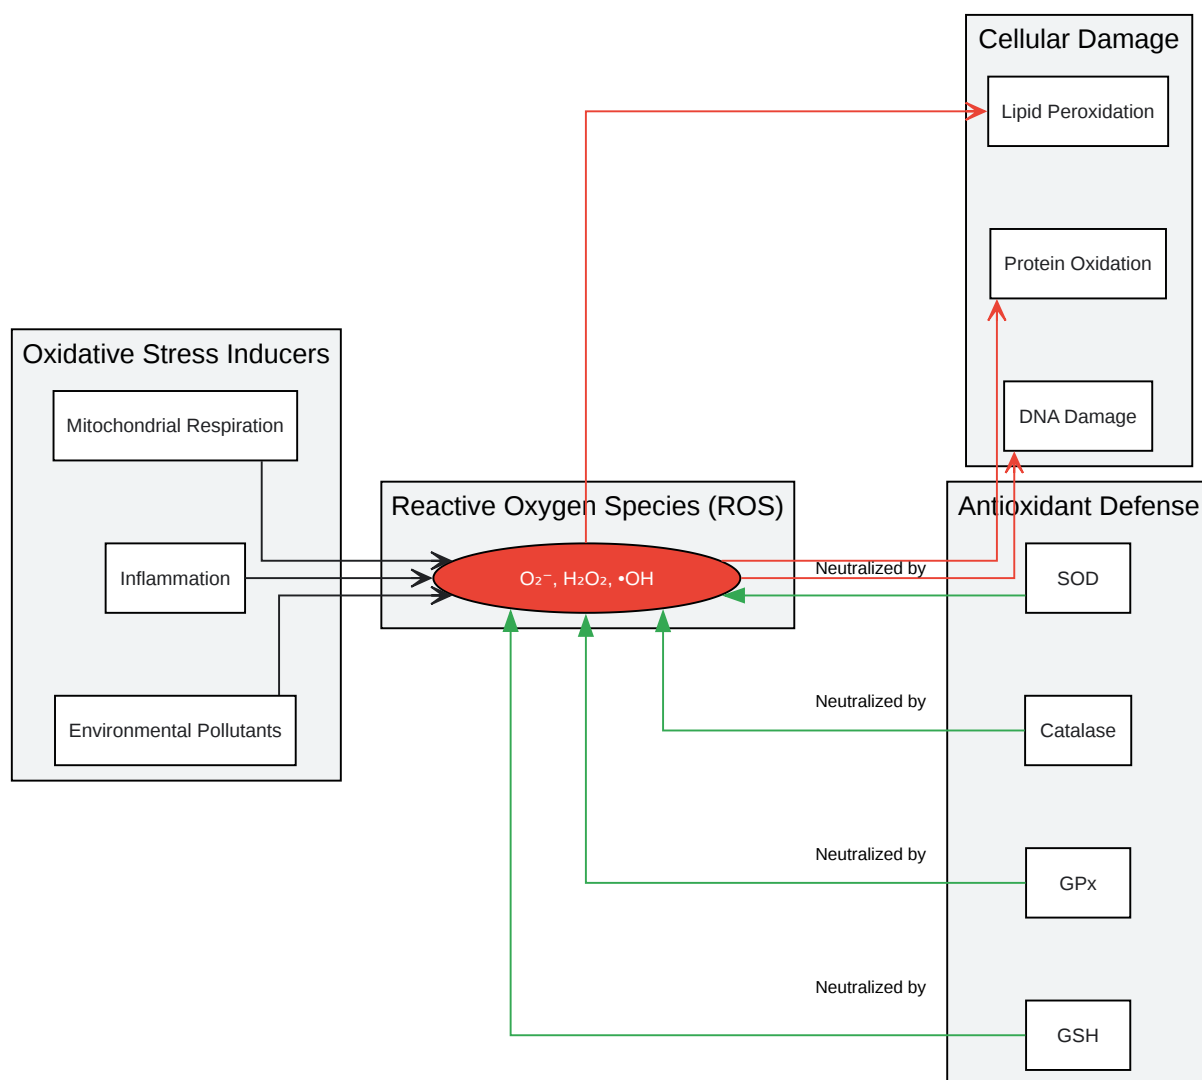 Cellular Damage
Lipid Peroxidation
Protein Oxidation
DNA Damage
Oxidative Stress Inducers
Mitochondrial Respiration
Inflammation
Environmental Pollutants
Reactive Oxygen Species (ROS)
O₂⁻, H₂O₂, •OH
Antioxidant Defense
Neutralized by
SOD
Neutralized by
Catalase
Neutralized by
GPx
Neutralized by
GSH